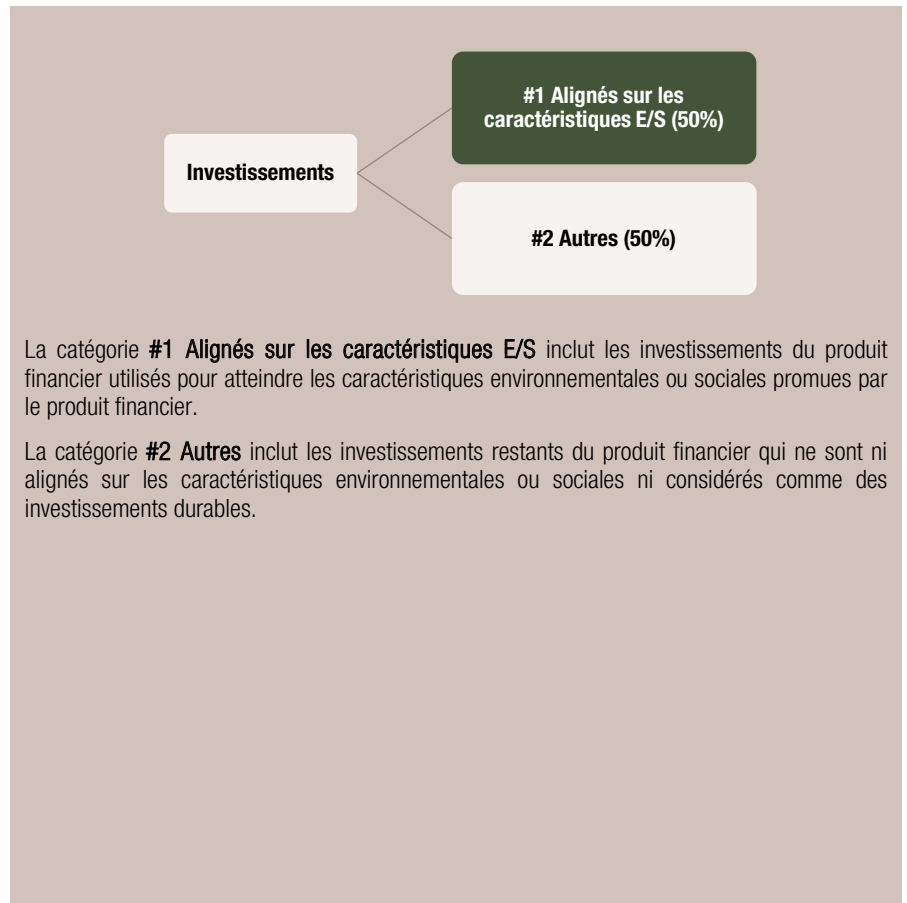 #1 Alignés sur les
caractéristiques E/S (50%)
Investissements
#2 Autres (50%)
La catégorie #1 Alignés sur les caractéristiques E/S inclut les investissements du produit
financier utilisés pour atteindre les caractéristiques environnementales ou sociales promues par
le produit financier.
La catégorie #2 Autres inclut les investissements restants du produit financier qui ne sont ni
alignés sur les caractéristiques environnementales ou sociales ni considérés comme des
investissements durables.